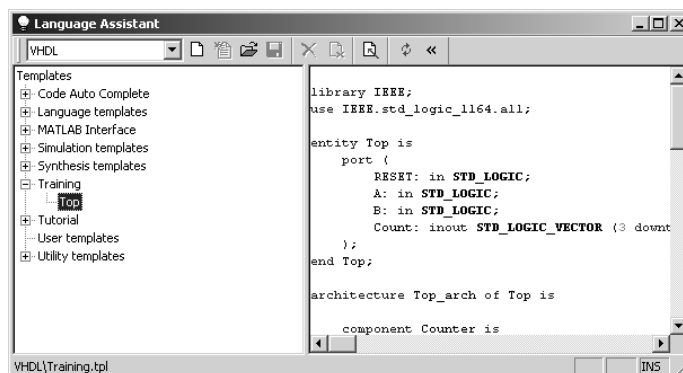 Language Assistant
VHDL
Templates
Code Auto Complete
Language templates
MATLAB Interface
Simulation templates
Synthesis templates
Training
Top
Tutorial
User templates
Utility templates
library IEEE;
use IEEE.std_logic_1164.all;
entity Top is
port (
RESET: in STD_LOGIC;
A: in STD_LOGIC;
B: in STD_LOGIC;
Count: inout STD_LOGIC_VECTOR (3 downt
);
end Top;
architecture Top_arch of Top is
component Counter is
VHDL\Training.tpl
INS